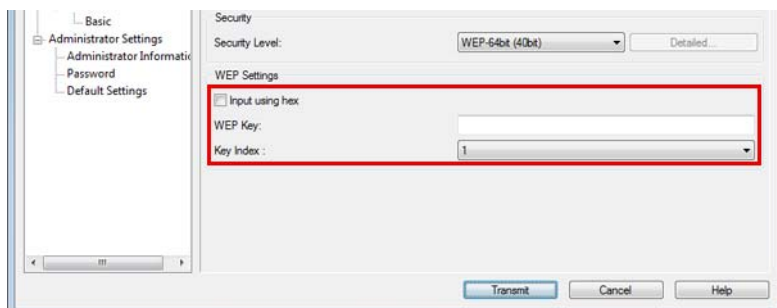 Basic
Administrator Settings
Administrator Informatic
Password
Default Settings
Security
Security Level:
WEP-64bit (40bit)
Detailed...
WEP Settings
Input using hex
WEP Key:
Key Index :
1
Transmit
Cancel
Help